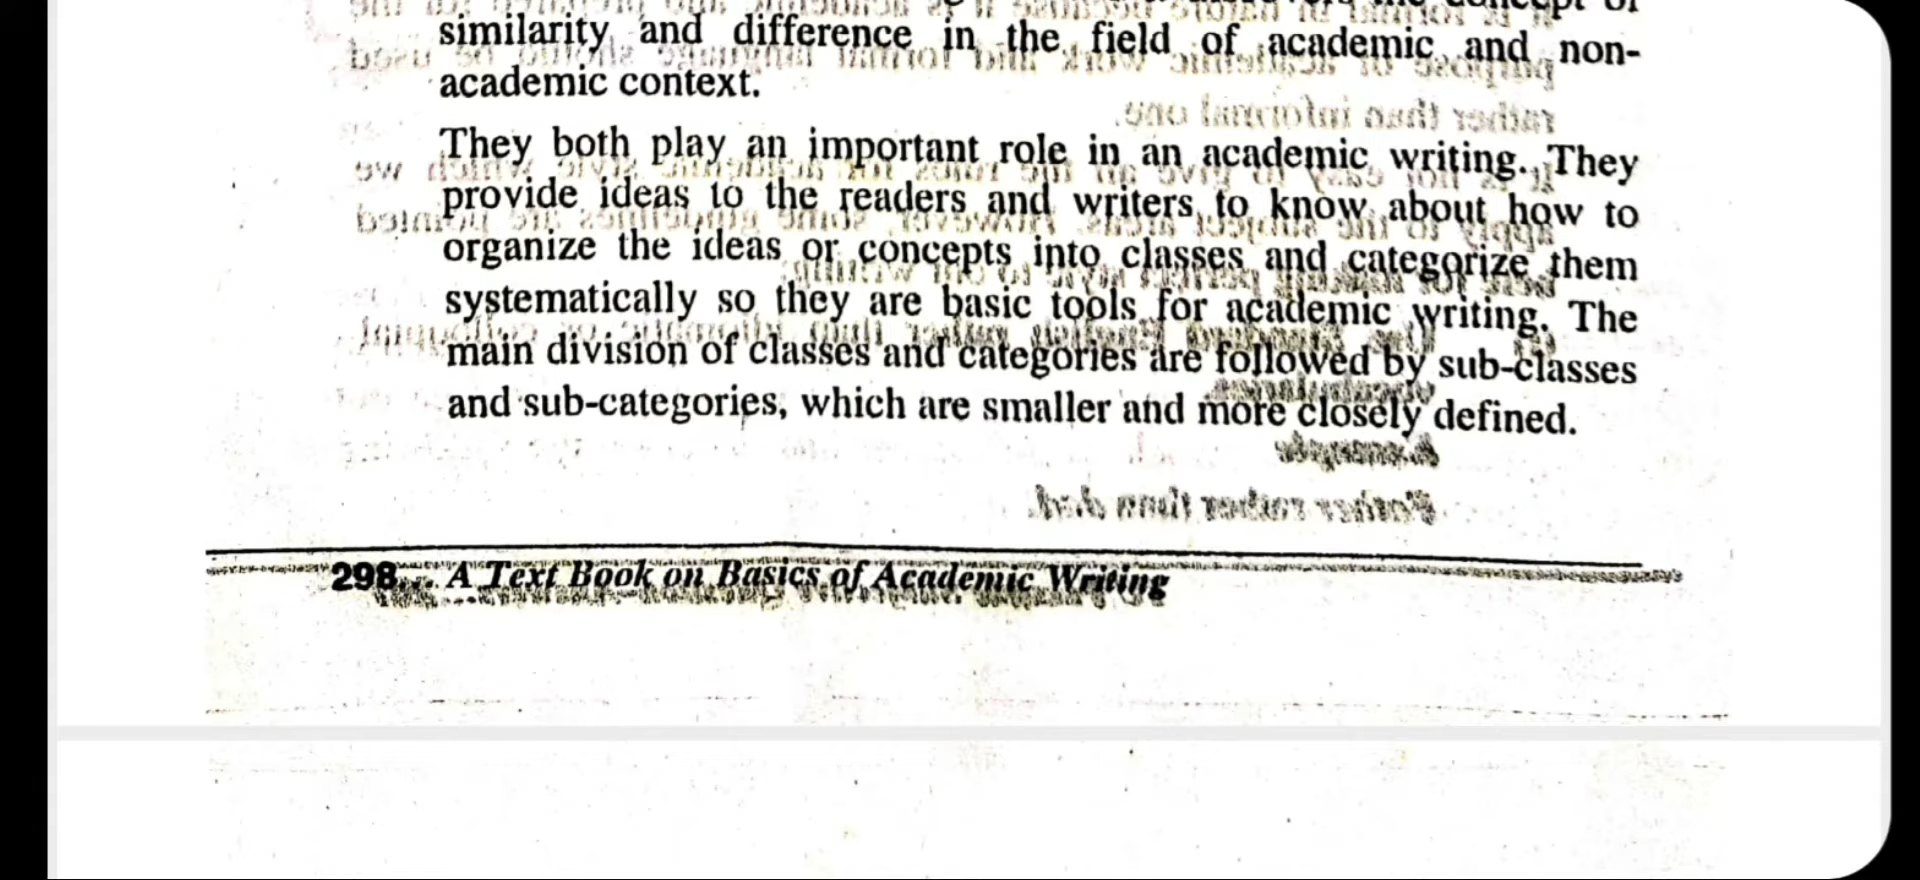 concept of
similarity and difference in the field of academic and non-
academic context.
They both play an important role in an academic writing. They
provide ideas to the readers and writers to know about how to
organize the ideas or concepts into classes and categorize them
systematically so they are basic tools for academic writing. The
main division of classes and categories are followed by sub-classes
and sub-categories, which are smaller and more closely defined.
298 A Text Book on Basics of Academic Writing